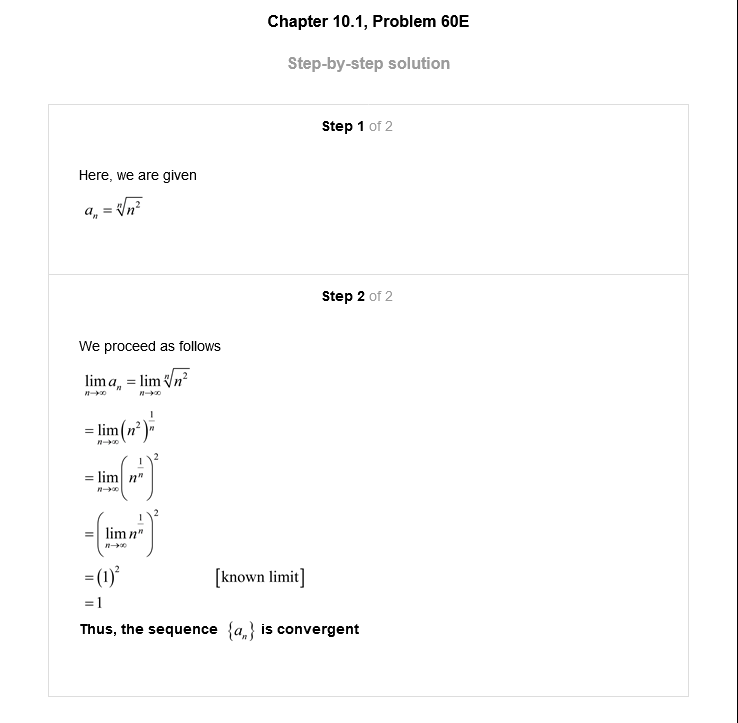 Chapter 10.1, Problem 60E
Step-by-step solution
Step 1 of 2
Here, we are given
$a_n = \sqrt[n]{n^2}$
Step 2 of 2
We proceed as follows
$\lim_{n \to \infty} a_n = \lim_{n \to \infty} \sqrt[n]{n^2}$
$= \lim_{n \to \infty} \left(n^2\right)^{\frac{1}{n}}$
$= \lim_{n \to \infty} \left(n^{\frac{1}{n}}\right)^2$
$= \left(\lim_{n \to \infty} n^{\frac{1}{n}}\right)^2$
$= (1)^2$ [known limit]
$= 1$
Thus, the sequence $\{a_n\}$ is convergent